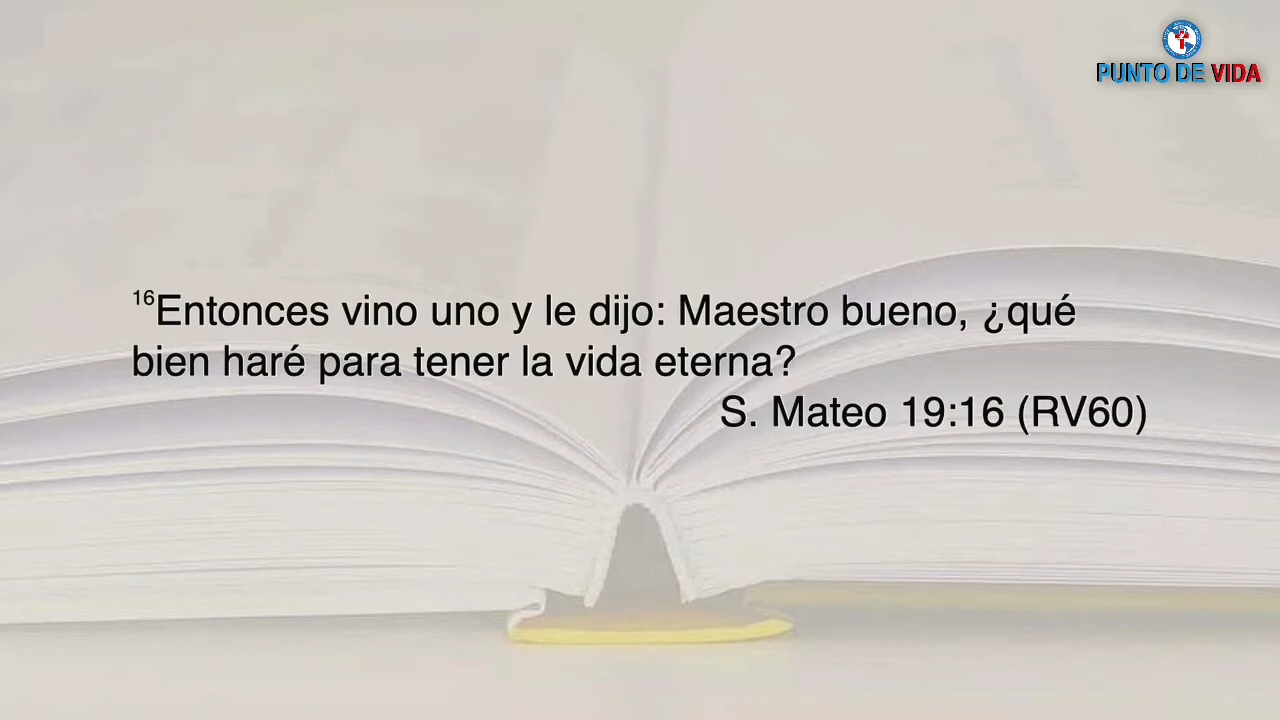 PUNTO DE VIDA
16Entonces vino uno y le dijo: Maestro bueno, ¿qué
bien haré para tener la vida eterna?
S. Mateo 19:16 (RV60)